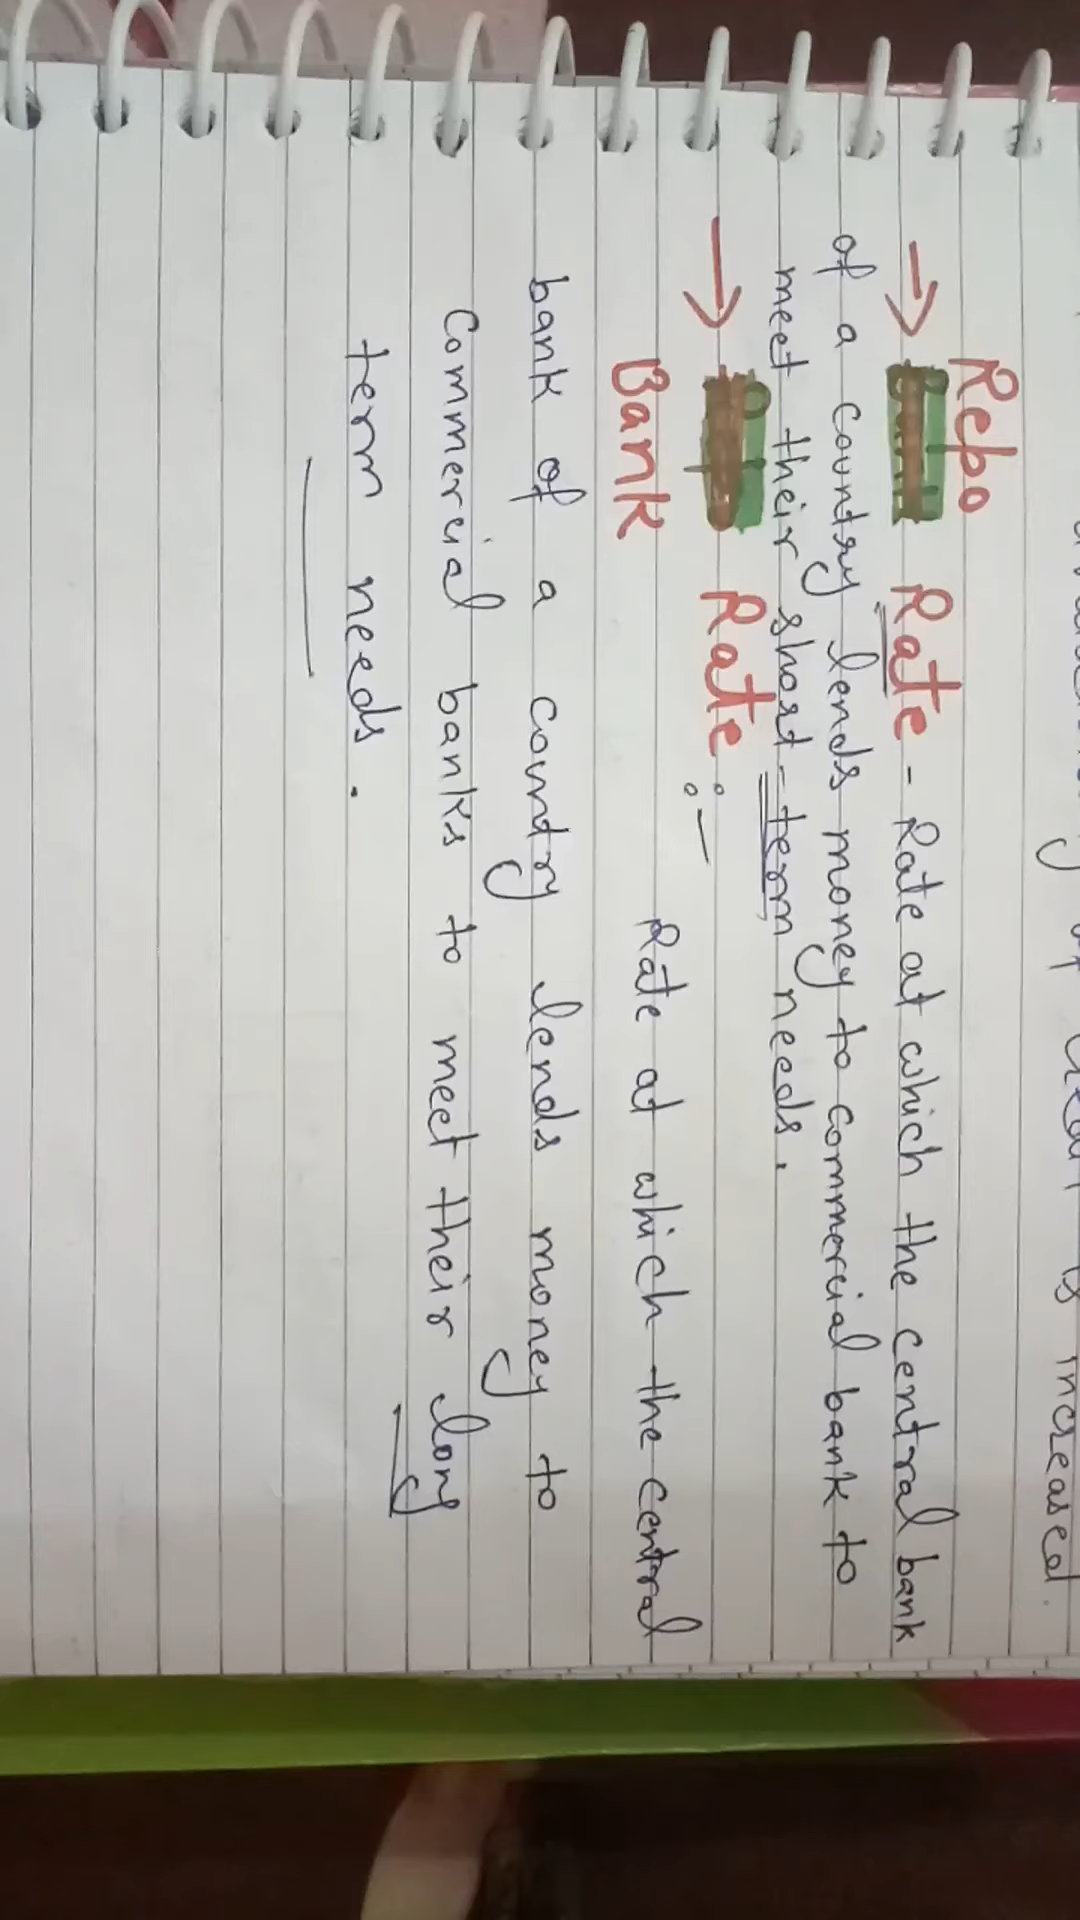 is increased.
Repo
→ Rate - Rate at which the central bank
of a country lends money to commercial bank to
meet their short-term needs.
→ Rate :-
Bank Rate at which the central
bank of a country lends money to
commercial banks to meet their long
term needs.